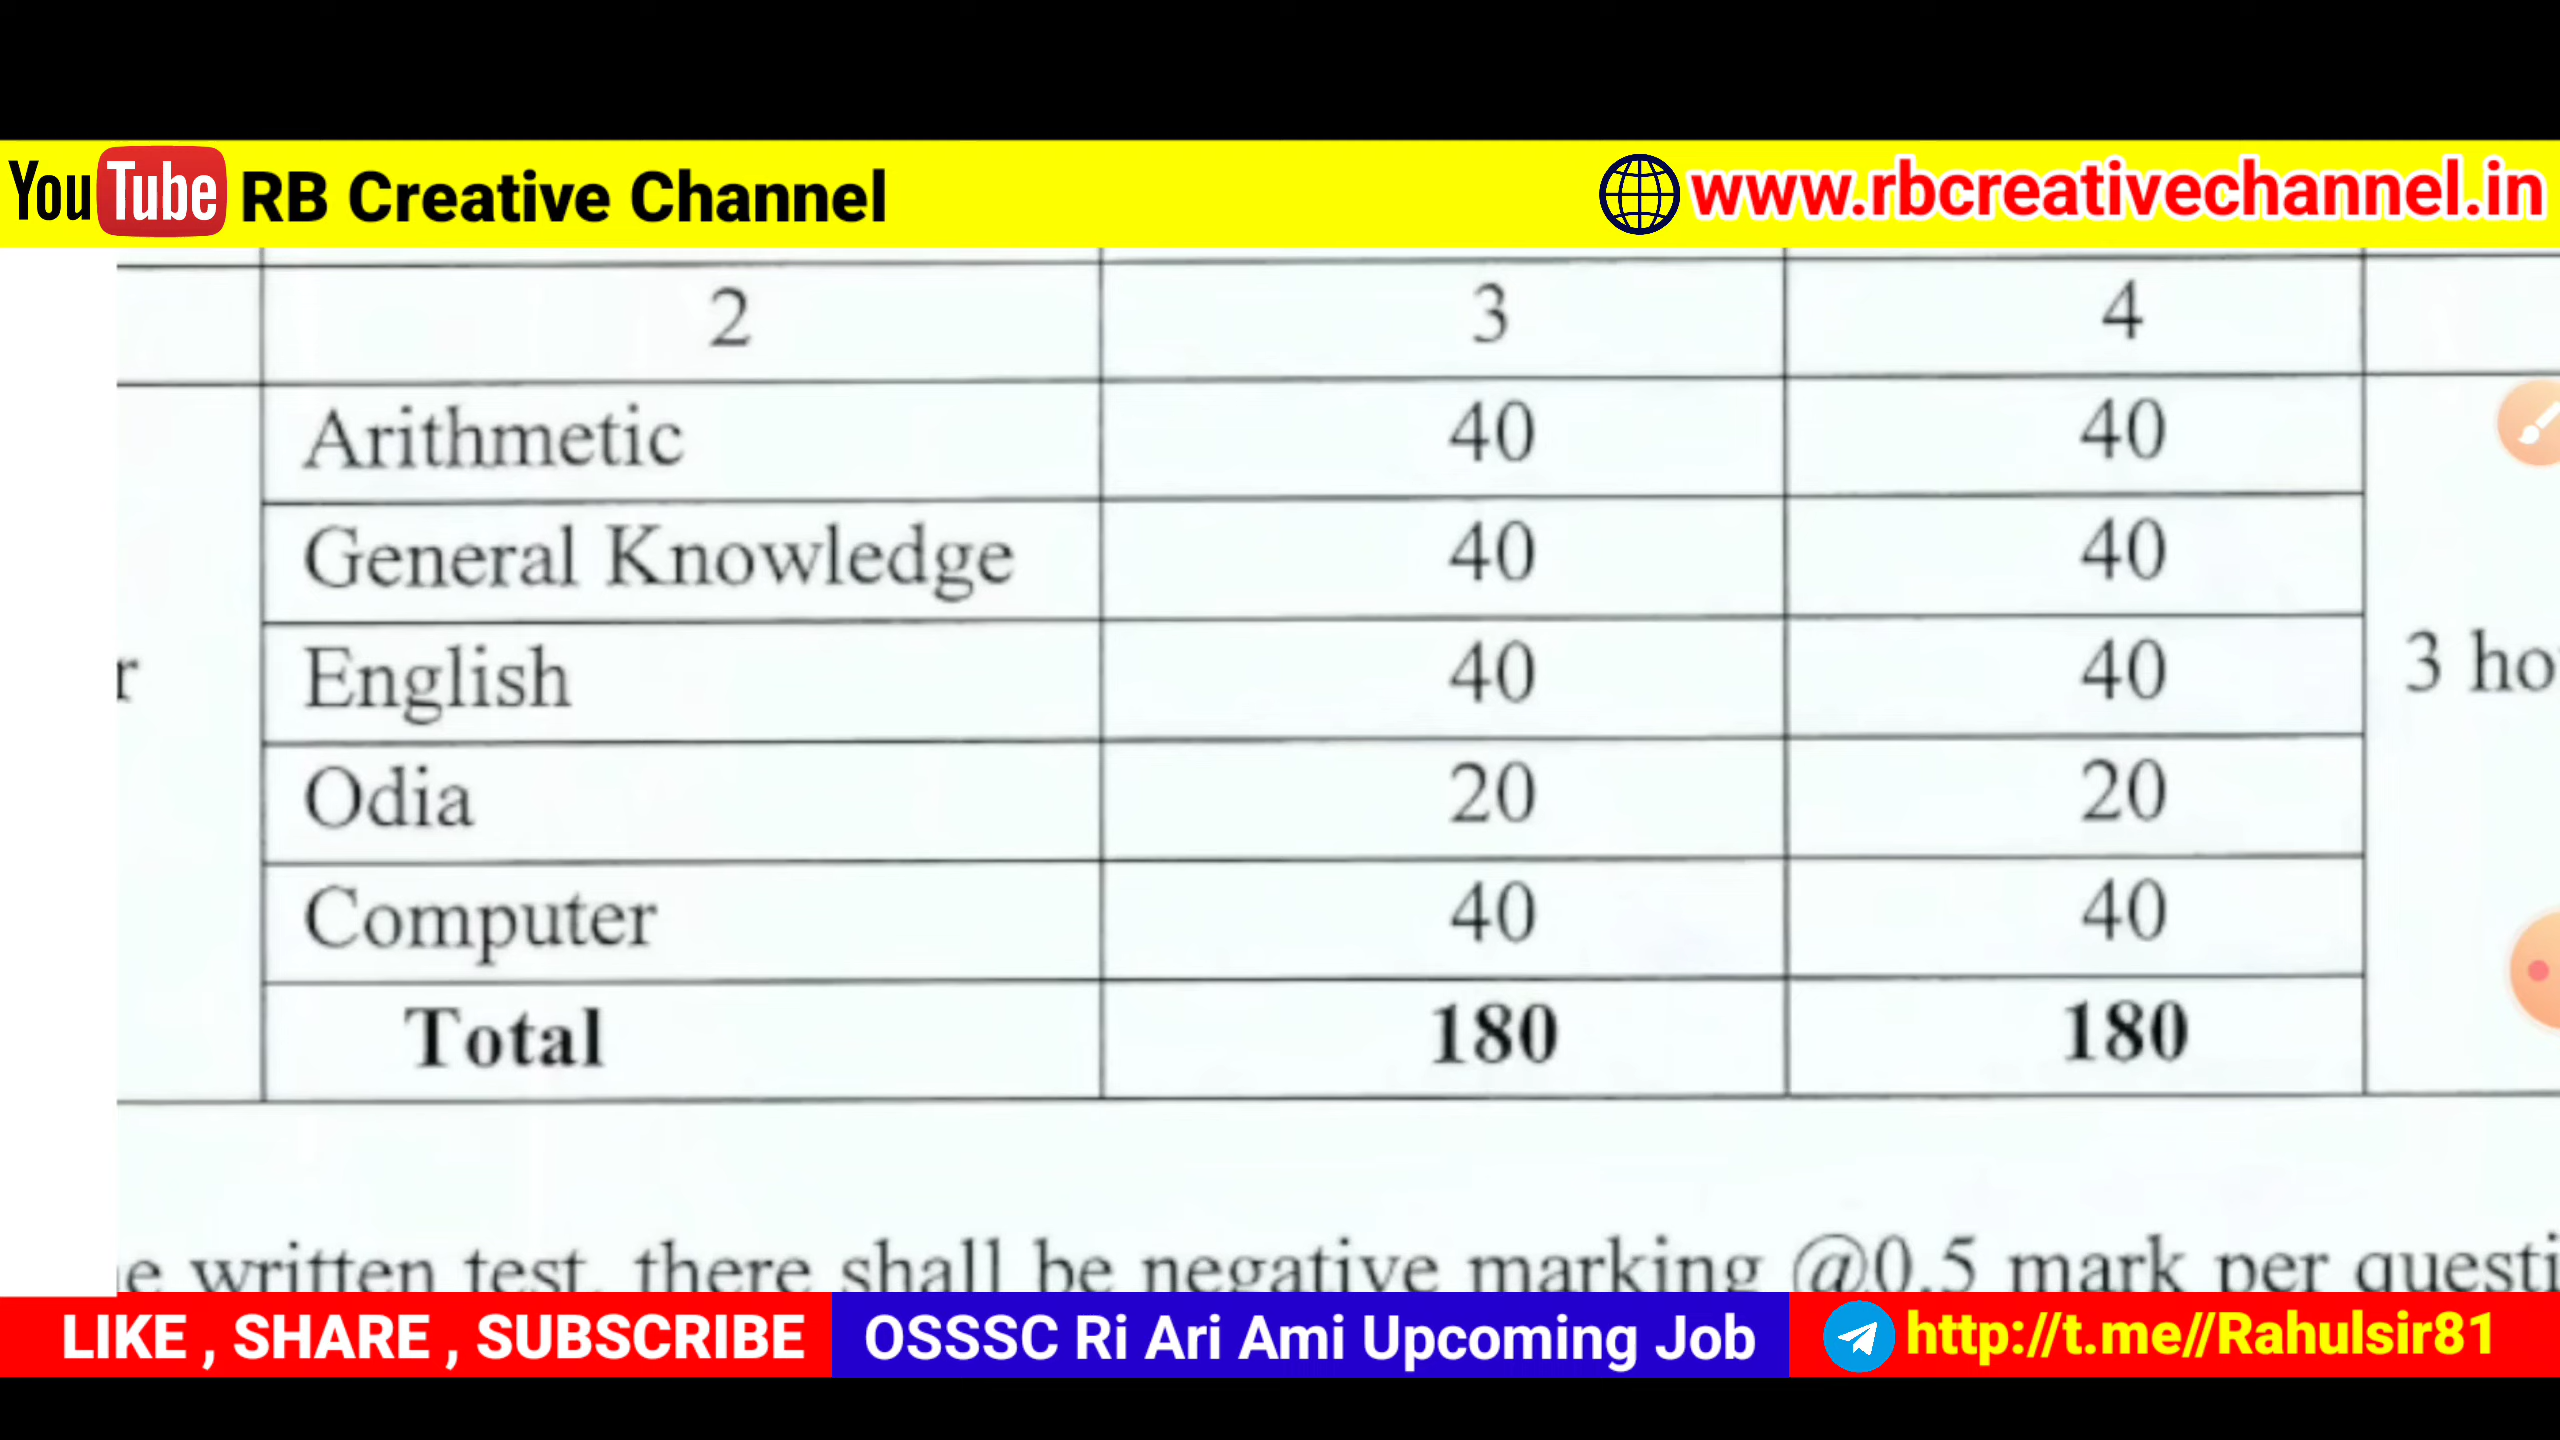 YouTube RB Creative Channel www.rbcreativechannel.in
2 3 4
Arithmetic 40 40
General Knowledge 40 40
r English 40 40 3 ho
Odia 20 20
Computer 40 40
Total 180 180
e written test, there shall be negative marking @0.5 mark per questi
LIKE , SHARE , SUBSCRIBE OSSSC Ri Ari Ami Upcoming Job http://t.me//Rahulsir81